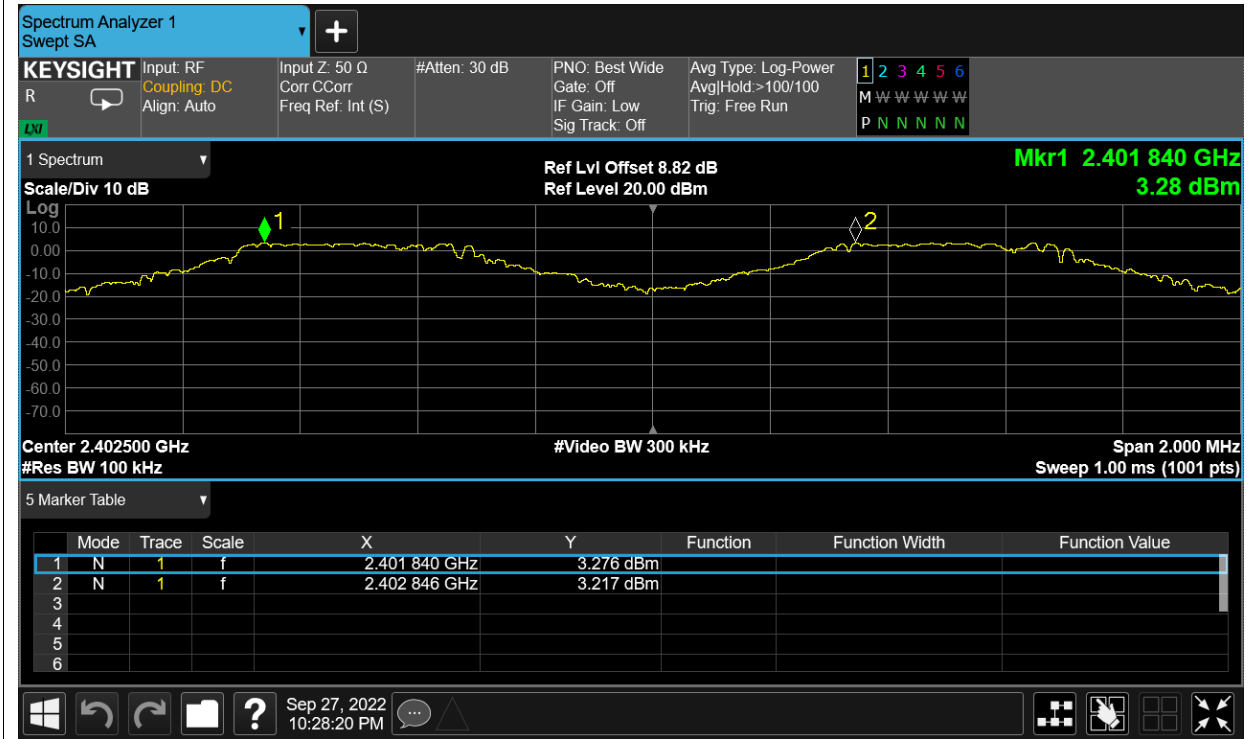 Spectrum Analyzer 1
Swept SA
+
KEYSIGHT
R
LXI
Input: RF
Coupling: DC
Align: Auto
Input Z: 50 Ω
Corr CCorr
Freq Ref: Int (S)
#Atten: 30 dB
PNO: Best Wide
Gate: Off
IF Gain: Low
Sig Track: Off
Avg Type: Log-Power
Avg|Hold:>100/100
Trig: Free Run
1 2 3 4 5 6
M W W W W W
P N N N N N
1 Spectrum
Scale/Div 10 dB
Ref Lvl Offset 8.82 dB
Ref Level 20.00 dBm
Mkr1 2.401 840 GHz
3.28 dBm
Log
10.0
0.00
-10.0
-20.0
-30.0
-40.0
-50.0
-60.0
-70.0
1
2
Center 2.402500 GHz
#Res BW 100 kHz
#Video BW 300 kHz
Span 2.000 MHz
Sweep 1.00 ms (1001 pts)
5 Marker Table
Mode Trace Scale X Y Function Function Width Function Value
1 N 1 f 2.401 840 GHz 3.276 dBm
2 N 1 f 2.402 846 GHz 3.217 dBm
3
4
5
6
?
Sep 27, 2022
10:28:20 PM